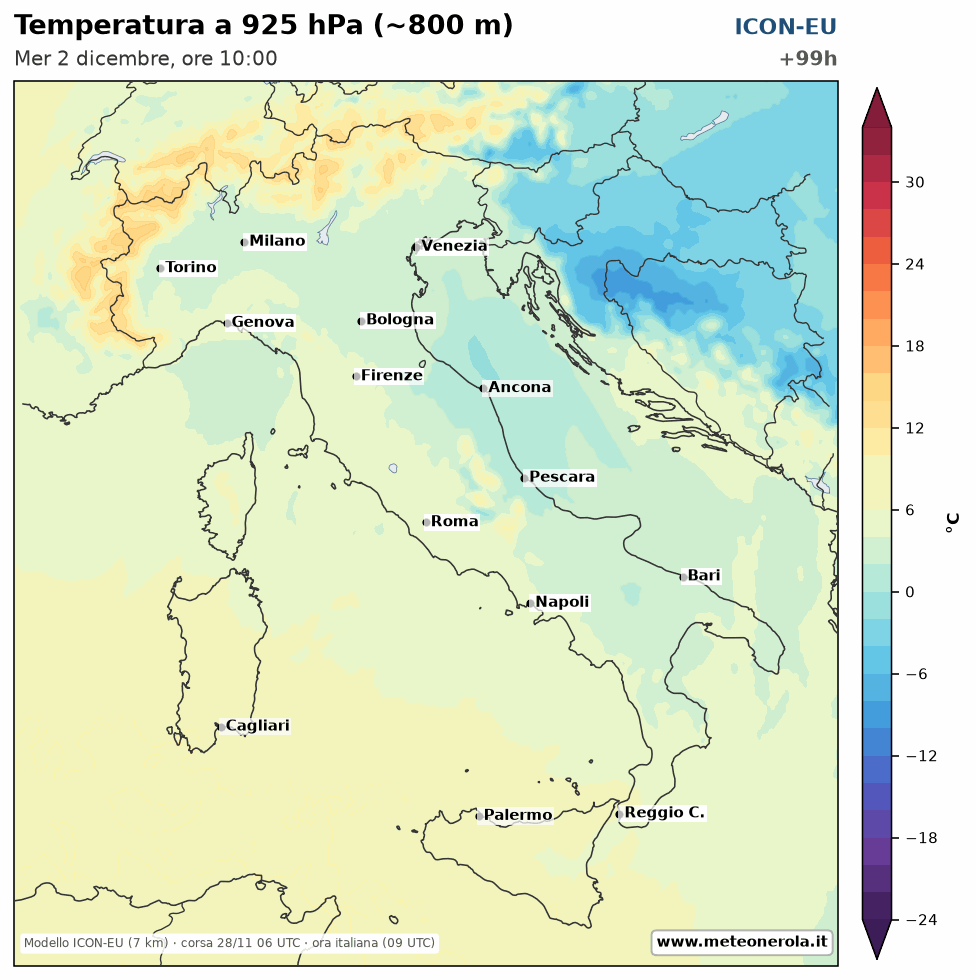 Temperatura a 925 hPa (~800 m)
ICON-EU
Mer 2 dicembre, ore 10:00
+99h
Milano
Venezia
Torino
Genova
Bologna
Firenze
Ancona
Pescara
Roma
Bari
Napoli
Cagliari
Palermo
Reggio C.
30
24
18
12
6
0
−6
−12
−18
−24
°C
Modello ICON-EU (7 km) · corsa 28/11 06 UTC · ora italiana (09 UTC)
www.meteonerola.it